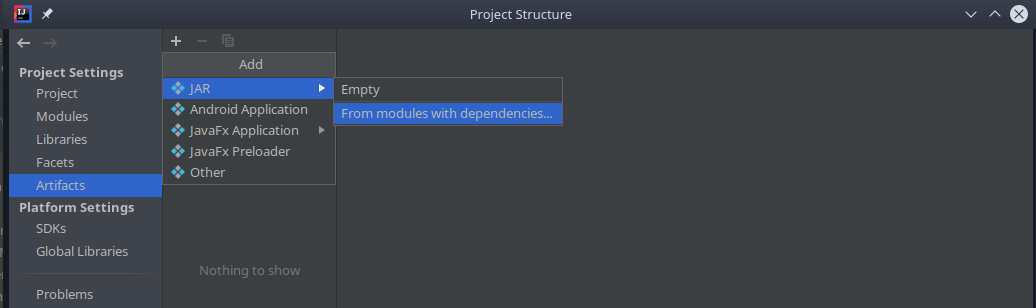 Project Structure
Project Settings
Project
Modules
Libraries
Facets
Artifacts
Platform Settings
SDKs
Global Libraries
Problems
Add
JAR
Android Application
JavaFx Application
JavaFx Preloader
Other
Empty
From modules with dependencies...
Nothing to show